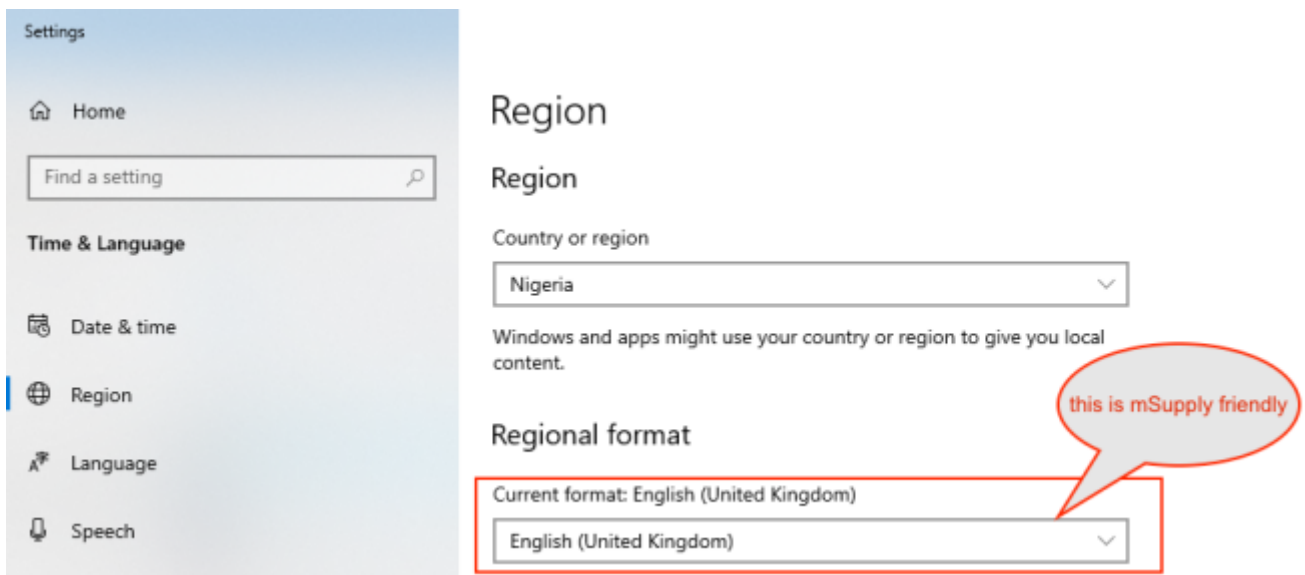 Settings
Home
Find a setting
Time & Language
Date & time
Region
Language
Speech
Region
Region
Country or region
Nigeria
Windows and apps might use your country or region to give you local
content.
this is mSupply friendly
Regional format
Current format: English (United Kingdom)
English (United Kingdom)